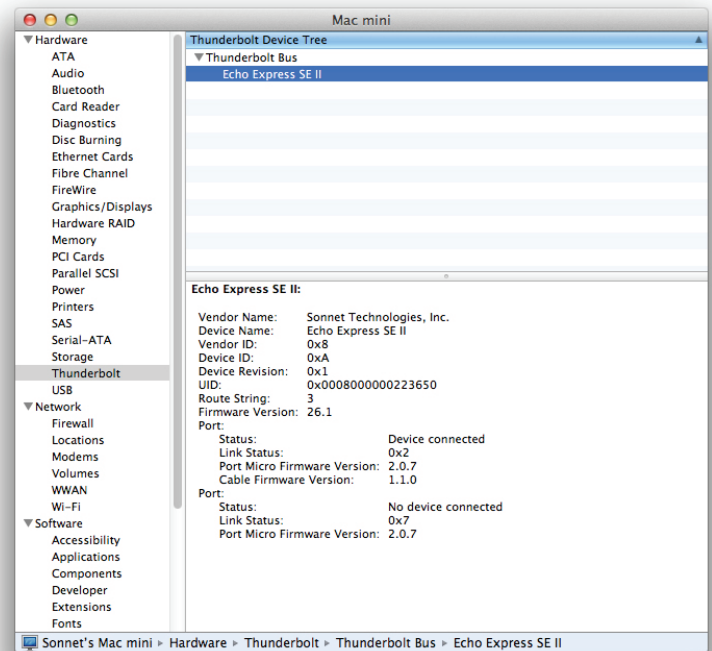 Mac mini
Hardware
ATA
Audio
Bluetooth
Card Reader
Diagnostics
Disc Burning
Ethernet Cards
Fibre Channel
FireWire
Graphics/Displays
Hardware RAID
Memory
PCI Cards
Parallel SCSI
Power
Printers
SAS
Serial-ATA
Storage
Thunderbolt
USB
Network
Firewall
Locations
Modems
Volumes
WWAN
Wi-Fi
Software
Accessibility
Applications
Components
Developer
Extensions
Fonts
Thunderbolt Device Tree
Thunderbolt Bus
Echo Express SE II
Echo Express SE II:
Vendor Name: Sonnet Technologies, Inc.
Device Name: Echo Express SE II
Vendor ID: 0x8
Device ID: 0xA
Device Revision: 0x1
UID: 0x0008000000223650
Route String: 3
Firmware Version: 26.1
Port:
Status: Device connected
Link Status: 0x2
Port Micro Firmware Version: 2.0.7
Cable Firmware Version: 1.1.0
Port:
Status: No device connected
Link Status: 0x7
Port Micro Firmware Version: 2.0.7
Sonnet's Mac mini ▸ Hardware ▸ Thunderbolt ▸ Thunderbolt Bus ▸ Echo Express SE II